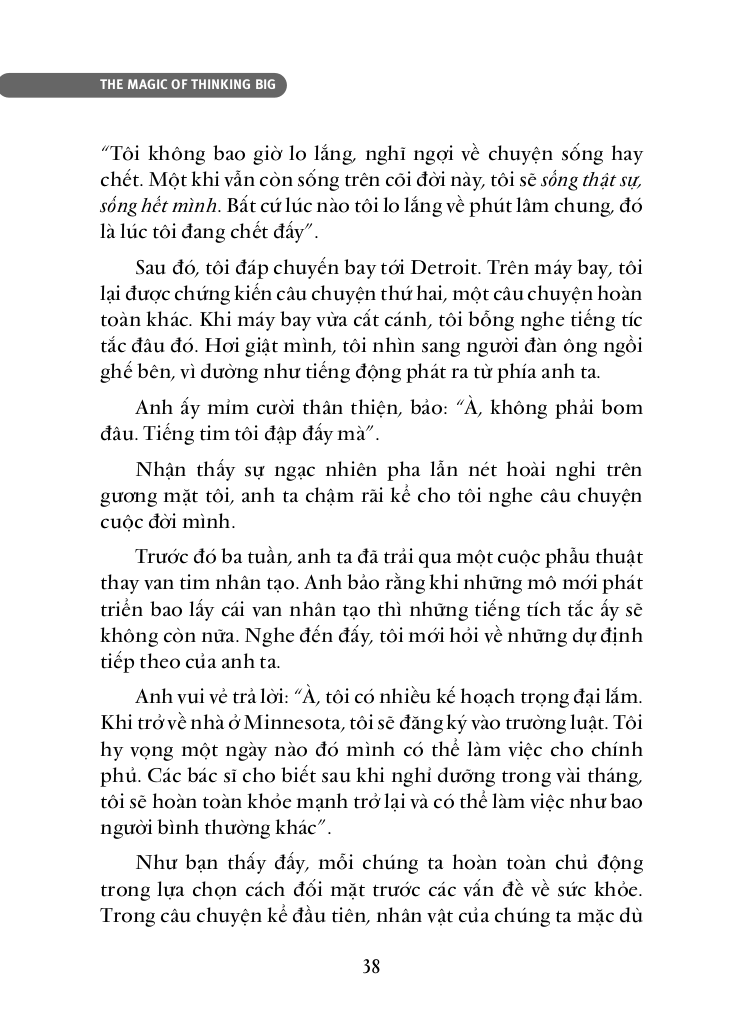 THE MAGIC OF THINKING BIG
“Tôi không bao giờ lo lắng, nghĩ ngợi về chuyện sống hay
chết. Một khi vẫn còn sống trên cõi đời này, tôi sẽ sống thật sự,
sống hết mình. Bất cứ lúc nào tôi lo lắng về phút lâm chung, đó
là lúc tôi đang chết đấy”.
Sau đó, tôi đáp chuyến bay tới Detroit. Trên máy bay, tôi
lại được chứng kiến câu chuyện thứ hai, một câu chuyện hoàn
toàn khác. Khi máy bay vừa cất cánh, tôi bỗng nghe tiếng tíc
tắc đâu đó. Hơi giật mình, tôi nhìn sang người đàn ông ngồi
ghế bên, vì dường như tiếng động phát ra từ phía anh ta.
Anh ấy mỉm cười thân thiện, bảo: “À, không phải bom
đâu. Tiếng tim tôi đập đấy mà”.
Nhận thấy sự ngạc nhiên pha lẫn nét hoài nghi trên
gương mặt tôi, anh ta chậm rãi kể cho tôi nghe câu chuyện
cuộc đời mình.
Trước đó ba tuần, anh ta đã trải qua một cuộc phẫu thuật
thay van tim nhân tạo. Anh bảo rằng khi những mô mới phát
triển bao lấy cái van nhân tạo thì những tiếng tích tắc ấy sẽ
không còn nữa. Nghe đến đấy, tôi mới hỏi về những dự định
tiếp theo của anh ta.
Anh vui vẻ trả lời: “À, tôi có nhiều kế hoạch trọng đại lắm.
Khi trở về nhà ở Minnesota, tôi sẽ đăng ký vào trường luật. Tôi
hy vọng một ngày nào đó mình có thể làm việc cho chính
phủ. Các bác sĩ cho biết sau khi nghỉ dưỡng trong vài tháng,
tôi sẽ hoàn toàn khỏe mạnh trở lại và có thể làm việc như bao
người bình thường khác”.
Như bạn thấy đấy, mỗi chúng ta hoàn toàn chủ động
trong lựa chọn cách đối mặt trước các vấn đề về sức khỏe.
Trong câu chuyện kể đầu tiên, nhân vật của chúng ta mặc dù
38